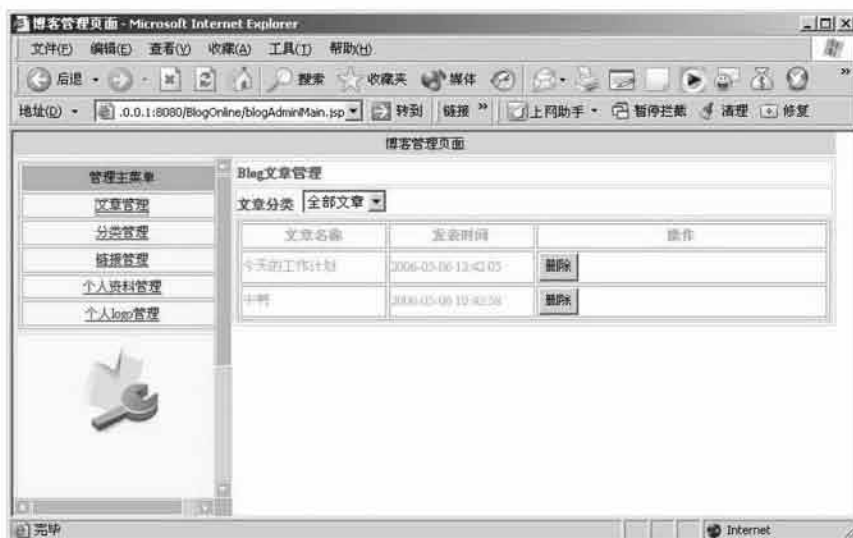 博客管理页面 - Microsoft Internet Explorer
文件(F) 编辑(E) 查看(V) 收藏(A) 工具(T) 帮助(H)
后退 搜索 收藏夹 媒体 »
地址(D) .0.0.1:8080/BlogOnline/blogAdminMain.jsp 转到 链接 » 上网助手 暂停拦截 清理 修复
博客管理页面
管理主菜单
文章管理
分类管理
链接管理
个人资料管理
个人logo管理
Blog文章管理
文章分类 全部文章
文章名称 发表时间 操作
今天的工作计划 删除
删除
完毕 Internet